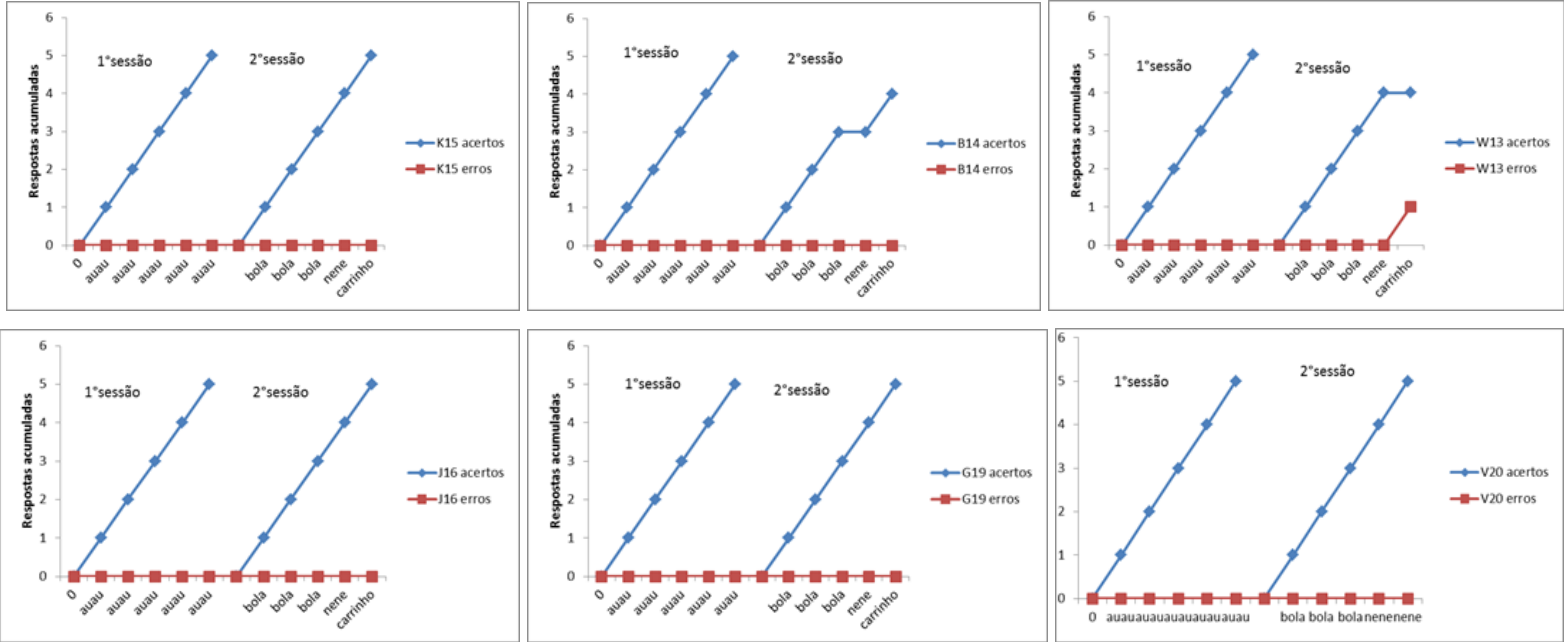 6
5
4
3
2
1
0
Respostas acumuladas
1°sessão
2°sessão
K15 acertos
K15 erros
0
auau
auau
auau
auau
auau
bola
bola
bola
nene
carrinho
6
5
4
3
2
1
0
Respostas acumuladas
1°sessão
2°sessão
B14 acertos
B14 erros
0
auau
auau
auau
auau
auau
bola
bola
bola
nene
carrinho
6
5
4
3
2
1
0
Respostas acumuladas
1°sessão
2°sessão
W13 acertos
W13 erros
0
auau
auau
auau
auau
auau
bola
bola
bola
nene
carrinho
6
5
4
3
2
1
0
Respostas acumuladas
1°sessão
2°sessão
J16 acertos
J16 erros
0
auau
auau
auau
auau
auau
bola
bola
bola
nene
carrinho
6
5
4
3
2
1
0
Respostas acumuladas
1°sessão
2°sessão
G19 acertos
G19 erros
0
auau
auau
auau
auau
auau
bola
bola
bola
nene
carrinho
6
5
4
3
2
1
0
1°sessão
2°sessão
V20 acertos
V20 erros
0 auau auau auau auau auau bola bola bola nene nene